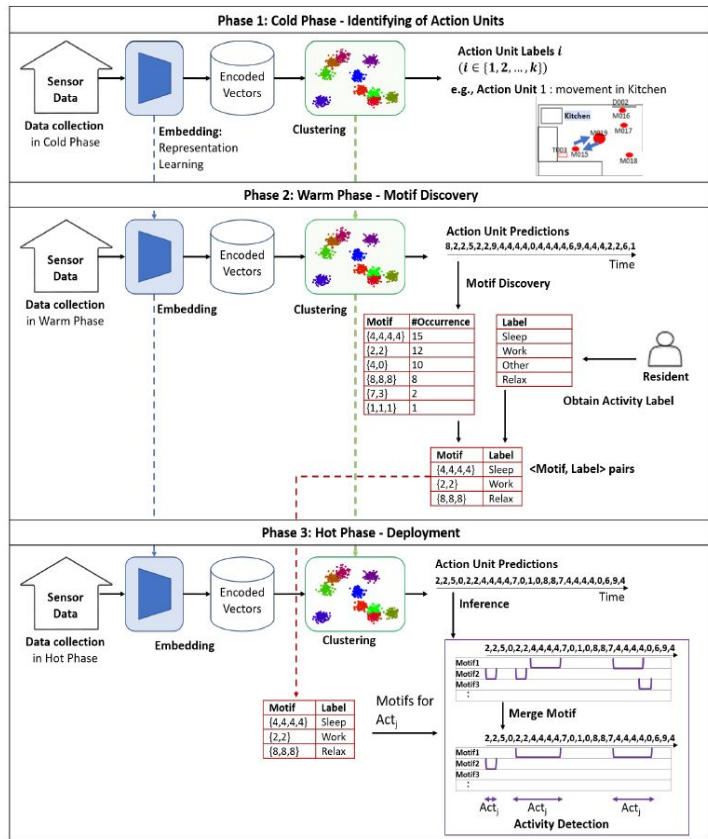 Phase 1: Cold Phase - Identifying of Action Units
Sensor
Data
Data collection
in Cold Phase
Embedding:
Representation
Learning
Encoded
Vectors
Clustering
Action Unit Labels i
(i ∈ {1, 2, ..., k})
e.g., Action Unit 1 : movement in Kitchen
Kitchen
D002
M016
M019
M017
T003
M015
M018
Phase 2: Warm Phase - Motif Discovery
Sensor
Data
Data collection
in Warm Phase
Embedding
Encoded
Vectors
Clustering
Action Unit Predictions
8,2,2,5,2,2,9,4,4,4,4,0,4,4,4,4,6,9,4,4,4,2,2,6,1
Time
Motif Discovery
Motif #Occurrence
{4,4,4,4} 15
{2,2} 12
{4,0} 10
{8,8,8} 8
{7,3} 2
{1,1,1} 1
Label
Sleep
Work
Other
Relax
Resident
Obtain Activity Label
Motif Label
{4,4,4,4} Sleep
{2,2} Work
{8,8,8} Relax
<Motif, Label> pairs
Phase 3: Hot Phase - Deployment
Sensor
Data
Data collection
in Hot Phase
Embedding
Encoded
Vectors
Clustering
Action Unit Predictions
2,2,5,0,2,2,4,4,4,4,7,0,1,0,8,8,7,4,4,4,4,0,6,9,4
Time
Inference
Motif Label
{4,4,4,4} Sleep
{2,2} Work
{8,8,8} Relax
Motifs for
Actj
2,2,5,0,2,2,4,4,4,4,7,0,1,0,8,8,7,4,4,4,4,0,6,9,4
Motif1
Motif2
Motif3
:
Merge Motif
2,2,5,0,2,2,4,4,4,4,7,0,1,0,8,8,7,4,4,4,4,0,6,9,4
Motif1
Motif2
Motif3
:
Actj Actj Actj
Activity Detection